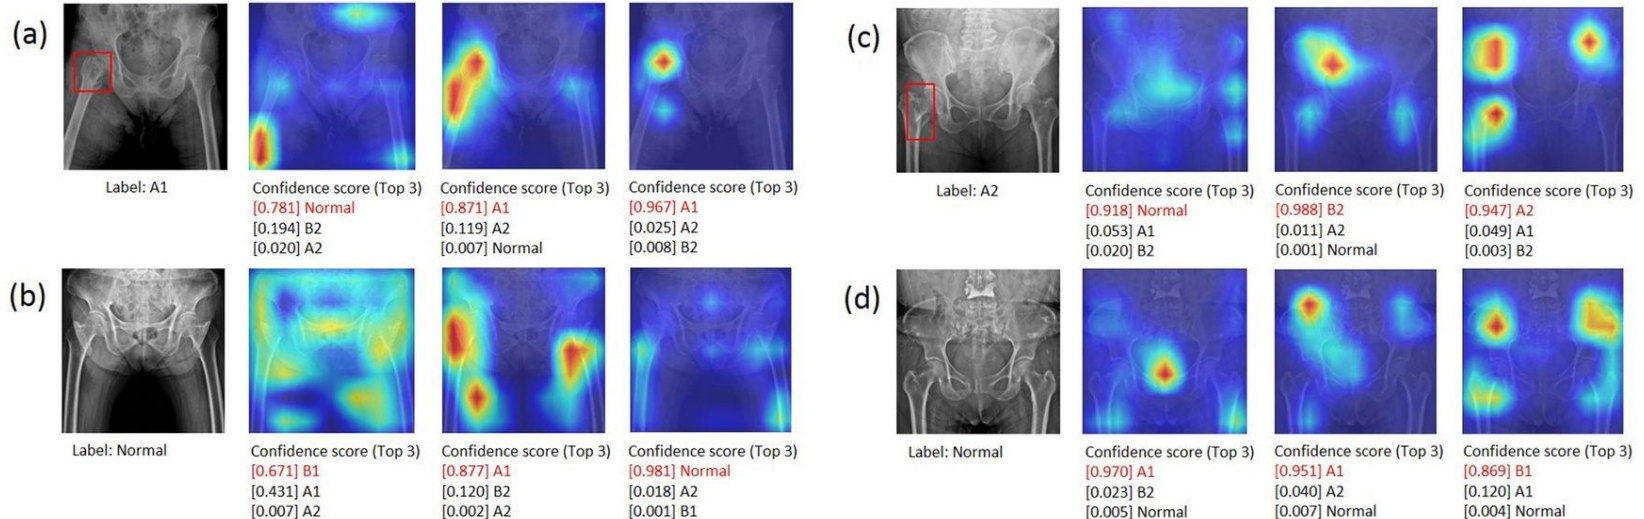 (a)
Label: A1
Confidence score (Top 3)
[0.781] Normal
[0.194] B2
[0.020] A2
Confidence score (Top 3)
[0.871] A1
[0.119] A2
[0.007] Normal
Confidence score (Top 3)
[0.967] A1
[0.025] A2
[0.008] B2
(b)
Label: Normal
Confidence score (Top 3)
[0.671] B1
[0.431] A1
[0.007] A2
Confidence score (Top 3)
[0.877] A1
[0.120] B2
[0.002] A2
Confidence score (Top 3)
[0.981] Normal
[0.018] A2
[0.001] B1
(c)
Label: A2
Confidence score (Top 3)
[0.918] Normal
[0.053] A1
[0.020] B2
Confidence score (Top 3)
[0.988] B2
[0.011] A2
[0.001] Normal
Confidence score (Top 3)
[0.947] A2
[0.049] A1
[0.003] B2
(d)
Label: Normal
Confidence score (Top 3)
[0.970] A1
[0.023] B2
[0.005] Normal
Confidence score (Top 3)
[0.951] A1
[0.040] A2
[0.007] Normal
Confidence score (Top 3)
[0.869] B1
[0.120] A1
[0.004] Normal